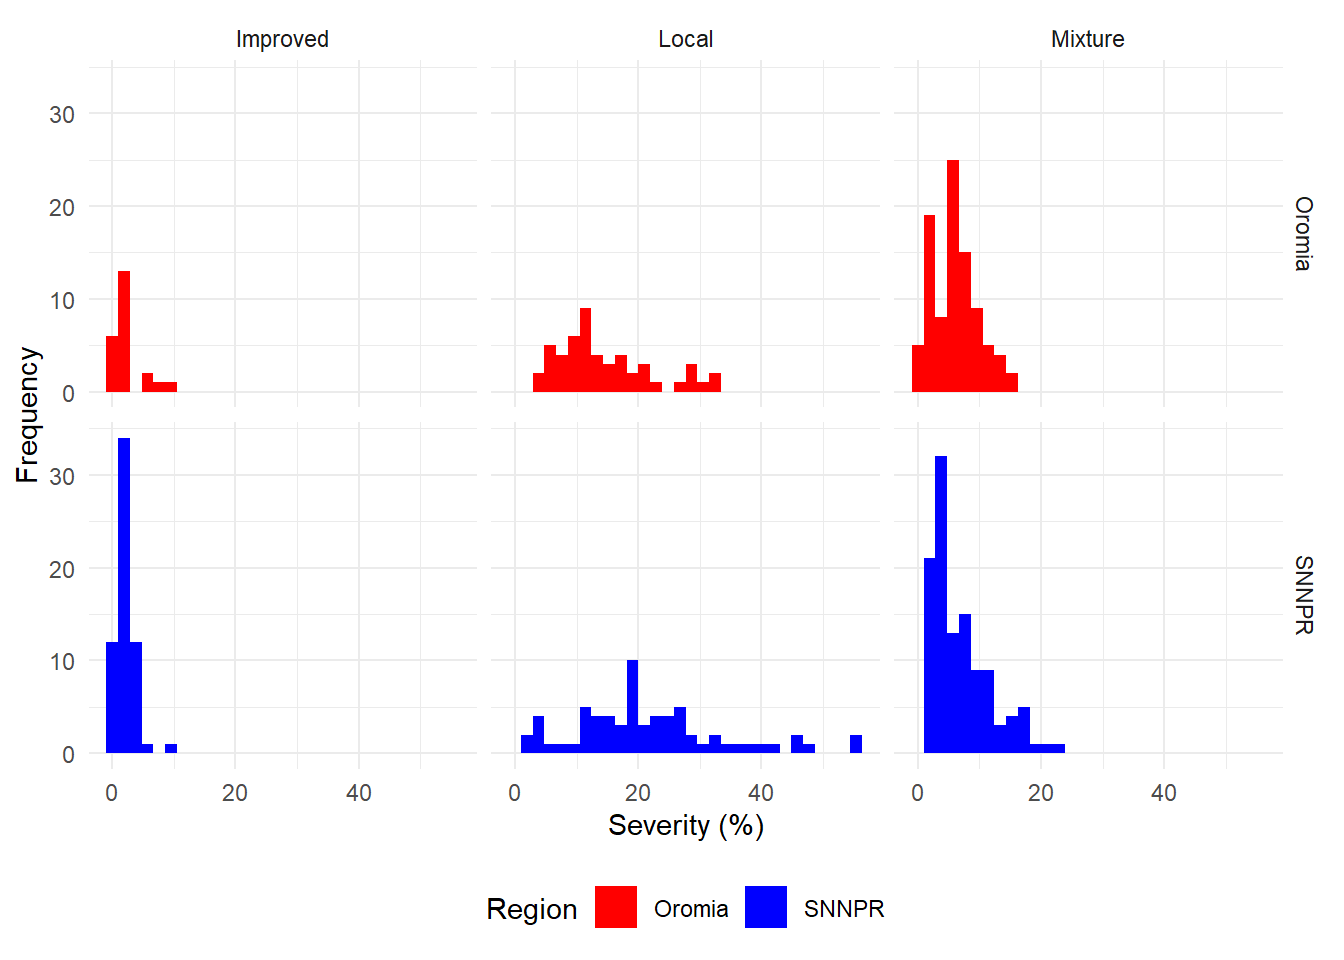 Improved Local Mixture
30
20
10
0
Oromia
Frequency
30
20
10
0
SNNPR
0 20 40 0 20 40 0 20 40
Severity (%)
Region Oromia SNNPR